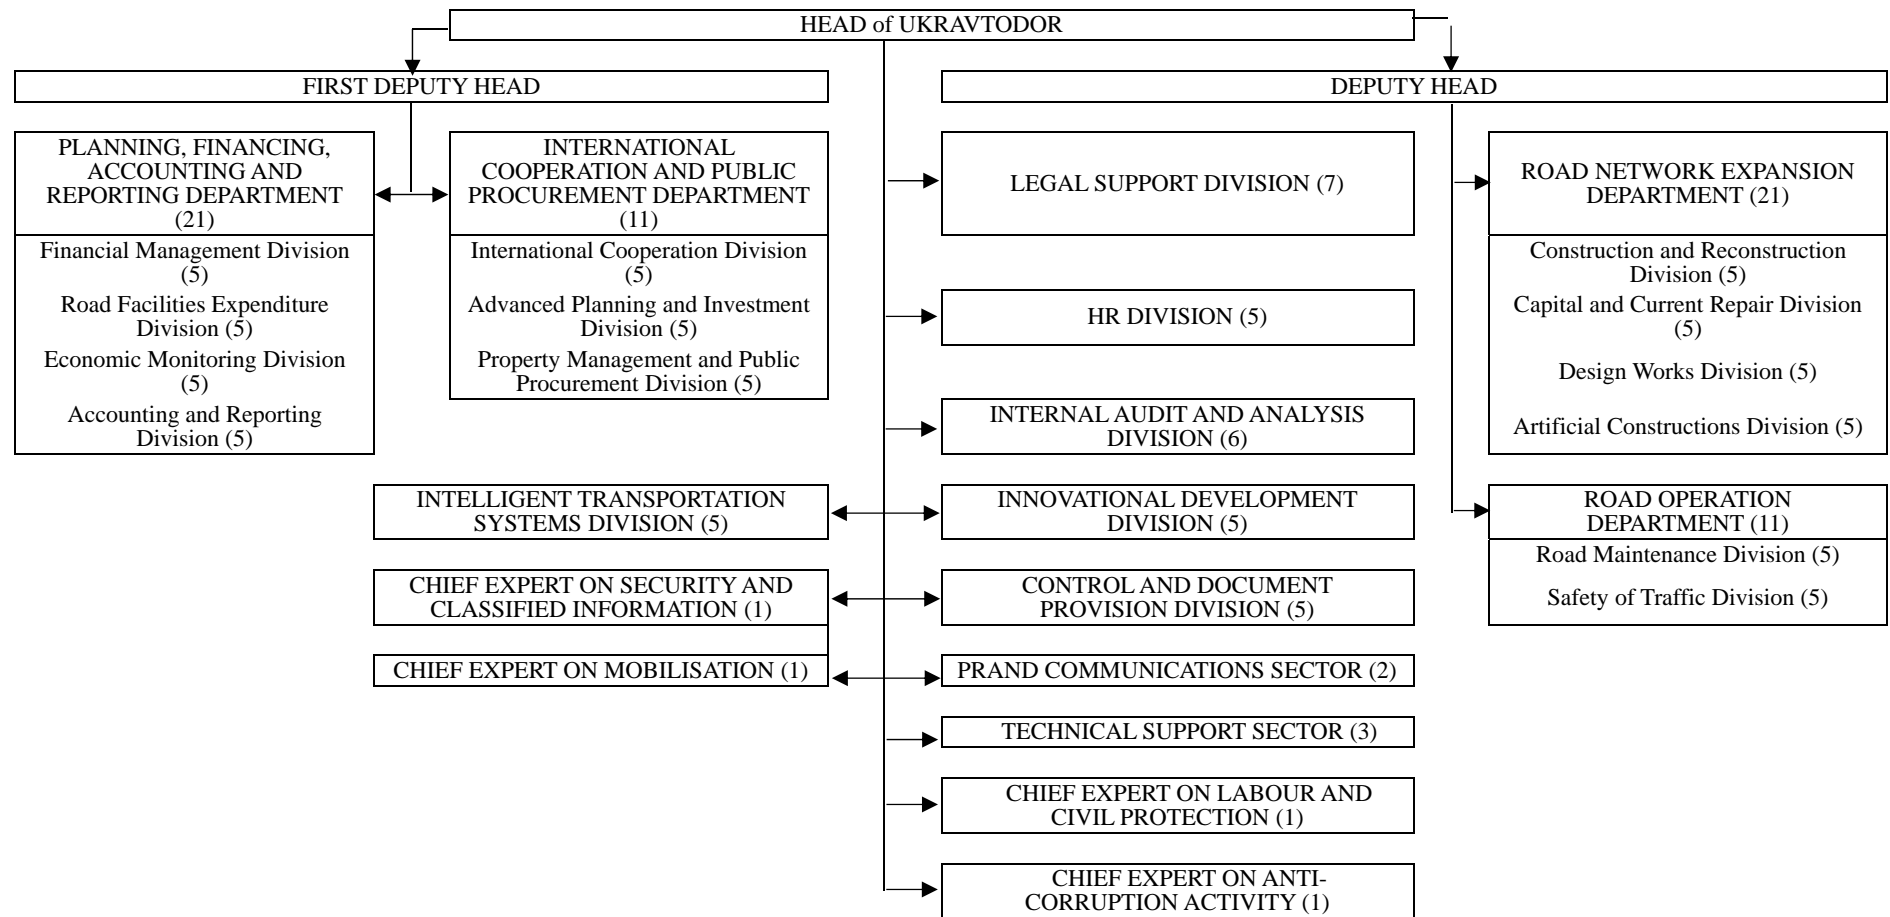 HEAD of UKRAVTODOR
FIRST DEPUTY HEAD
DEPUTY HEAD
PLANNING, FINANCING,
ACCOUNTING AND
REPORTING DEPARTMENT
(21)
Financial Management Division
(5)
Road Facilities Expenditure
Division (5)
Economic Monitoring Division
(5)
Accounting and Reporting
Division (5)
INTERNATIONAL
COOPERATION AND PUBLIC
PROCUREMENT DEPARTMENT
(11)
International Cooperation Division
(5)
Advanced Planning and Investment
Division (5)
Property Management and Public
Procurement Division (5)
LEGAL SUPPORT DIVISION (7)
HR DIVISION (5)
INTERNAL AUDIT AND ANALYSIS
DIVISION (6)
ROAD NETWORK EXPANSION
DEPARTMENT (21)
Construction and Reconstruction
Division (5)
Capital and Current Repair Division
(5)
Design Works Division (5)
Artificial Constructions Division (5)
INTELLIGENT TRANSPORTATION
SYSTEMS DIVISION (5)
INNOVATIONAL DEVELOPMENT
DIVISION (5)
ROAD OPERATION
DEPARTMENT (11)
Road Maintenance Division (5)
Safety of Traffic Division (5)
CHIEF EXPERT ON SECURITY AND
CLASSIFIED INFORMATION (1)
CONTROL AND DOCUMENT
PROVISION DIVISION (5)
CHIEF EXPERT ON MOBILISATION (1)
PRAND COMMUNICATIONS SECTOR (2)
TECHNICAL SUPPORT SECTOR (3)
CHIEF EXPERT ON LABOUR AND
CIVIL PROTECTION (1)
CHIEF EXPERT ON ANTI-
CORRUPTION ACTIVITY (1)